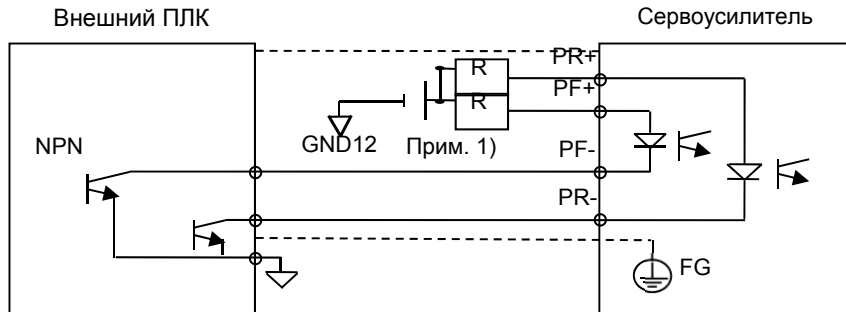 Внешний ПЛК
Сервоусилитель
R
PR+
R
PF+
GND12
Прим. 1)
NPN
PF-
PR-
FG